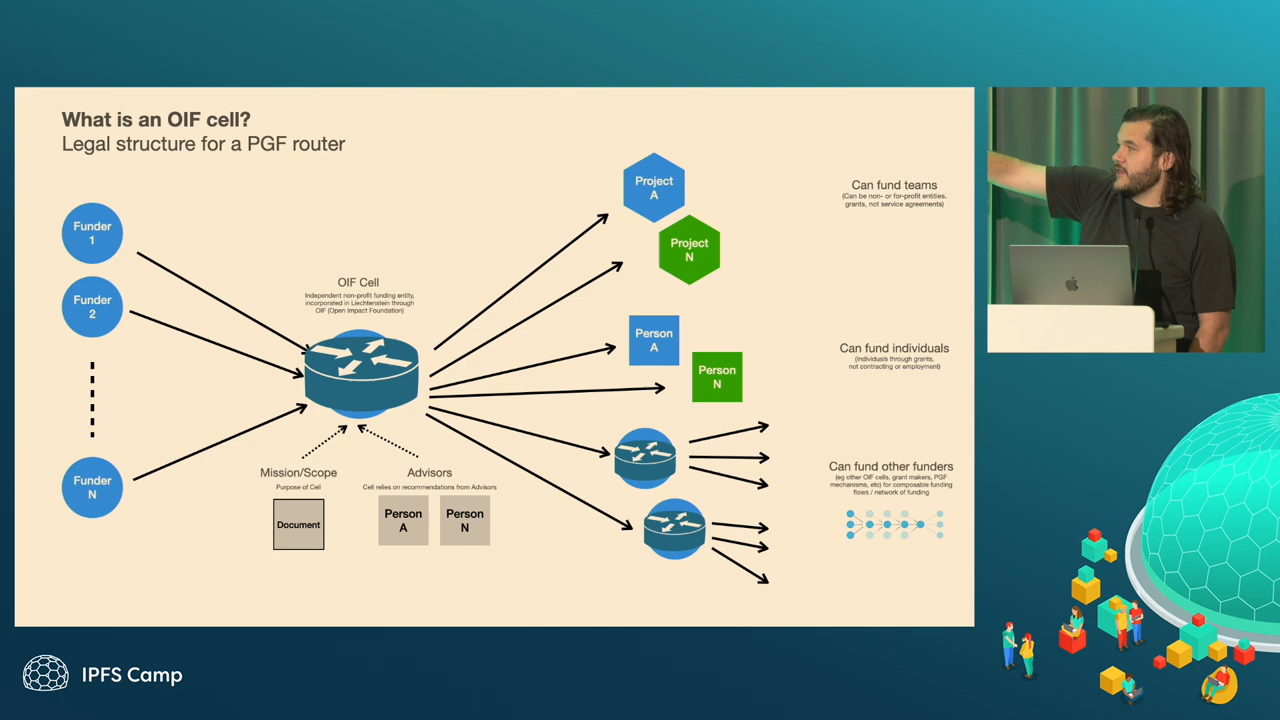 What is an OIF cell?
Legal structure for a PGF router
Funder
1
Funder
2
Funder
N
OIF Cell
Independent non-profit funding entity,
incorporated in Liechtenstein through
OIF (Open Impact Foundation)
Mission/Scope
Purpose of Cell
Document
Advisors
Cell relies on recommendations from Advisors
Person
A
Person
N
Project
A
Project
N
Person
A
Person
N
Can fund teams
(Can be non- or for-profit entities.
grants, not service agreements)
Can fund individuals
(Individuals through grants,
not contracting or employment)
Can fund other funders
(eg other OIF cells, grant makers, PGF
mechanisms, etc) for composable funding
flows / network of funding
IPFS Camp